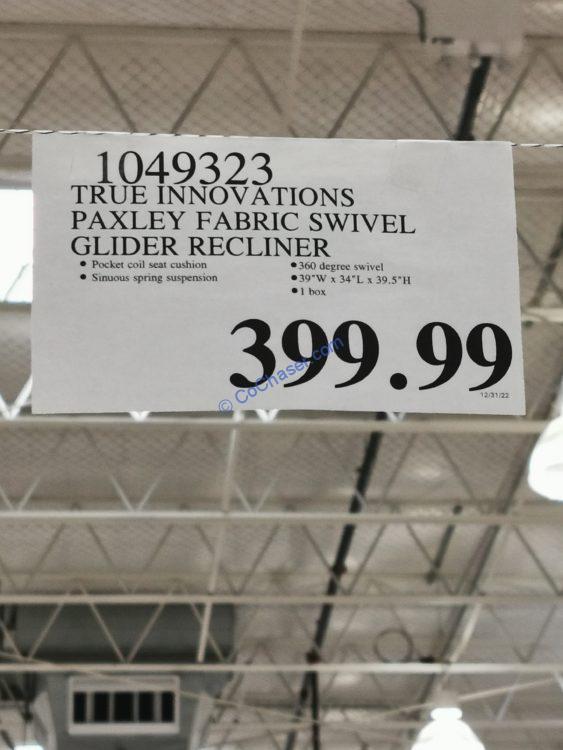 1049323
TRUE INNOVATIONS
PAXLEY FABRIC SWIVEL
GLIDER RECLINER
• Pocket coil seat cushion
• Sinuous spring suspension
• 360 degree swivel
• 39"W x 34"L x 39.5"H
• 1 box
399.99
© CoChaser.com
12/31/22